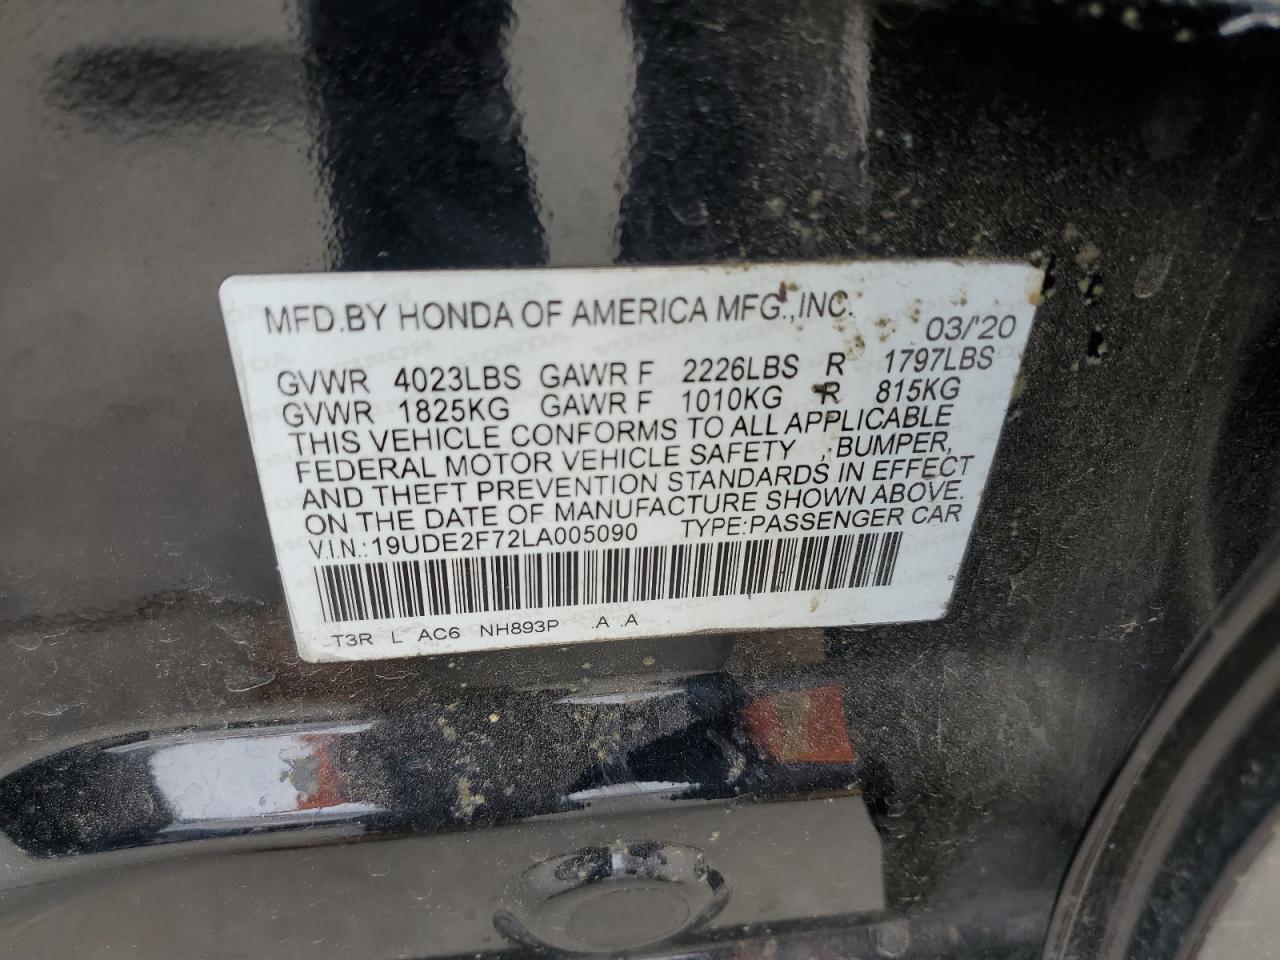 MFD.BY HONDA OF AMERICA MFG.,INC.
03/'20
GVWR 4023LBS GAWR F 2226LBS R 1797LBS
GVWR 1825KG GAWR F 1010KG R 815KG
THIS VEHICLE CONFORMS TO ALL APPLICABLE
FEDERAL MOTOR VEHICLE SAFETY , BUMPER,
AND THEFT PREVENTION STANDARDS IN EFFECT
ON THE DATE OF MANUFACTURE SHOWN ABOVE.
V.I.N.:19UDE2F72LA005090 TYPE:PASSENGER CAR
T3R L AC6 NH893P .A .A